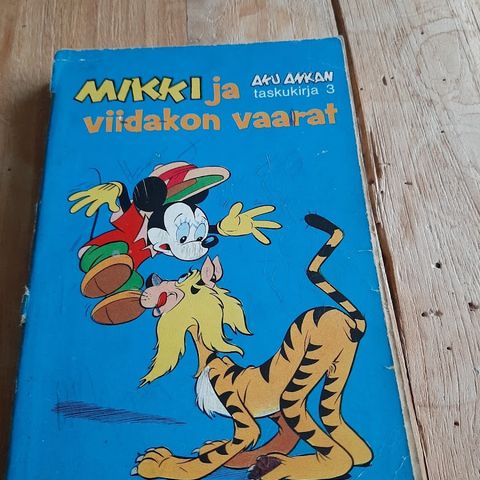 MIKKI ja
AKU ANKAN
taskukirja 3
viidakon vaarat